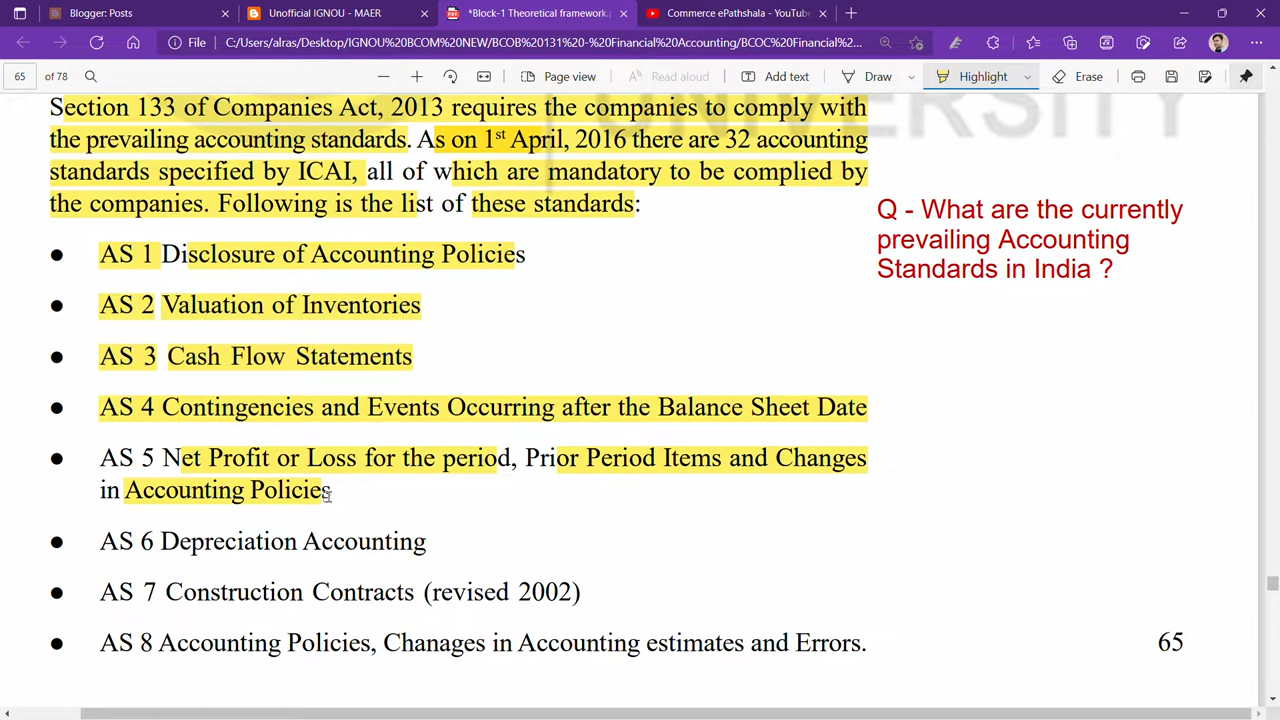 Blogger: Posts
Unofficial IGNOU - MAER
*Block-1 Theoretical framework.
Commerce ePathshala - YouTube
File
C:/Users/alras/Desktop/IGNOU%20BCOM%20NEW/BCOB%20131%20-%20Financial%20Accounting/BCOC%20Financial%2...
65 of 78
Page view
Read aloud
Add text
Draw
Highlight
Erase
UNIVERSITY
Section 133 of Companies Act, 2013 requires the companies to comply with
the prevailing accounting standards. As on 1st April, 2016 there are 32 accounting
standards specified by ICAI, all of which are mandatory to be complied by
the companies. Following is the list of these standards:
Q - What are the currently
prevailing Accounting
Standards in India ?
● AS 1 Disclosure of Accounting Policies
● AS 2 Valuation of Inventories
● AS 3 Cash Flow Statements
● AS 4 Contingencies and Events Occurring after the Balance Sheet Date
● AS 5 Net Profit or Loss for the period, Prior Period Items and Changes
in Accounting Policies
● AS 6 Depreciation Accounting
● AS 7 Construction Contracts (revised 2002)
● AS 8 Accounting Policies, Chanages in Accounting estimates and Errors.
65